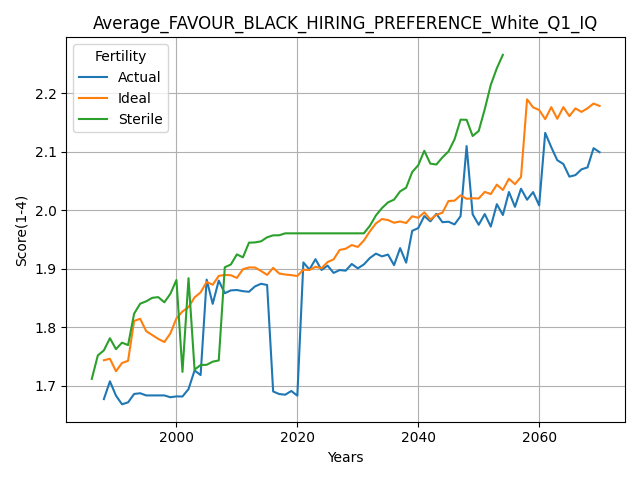 Average_FAVOUR_BLACK_HIRING_PREFERENCE_White_Q1_IQ
Fertility
Actual
Ideal
Sterile
2.2
2.1
2.0
1.9
1.8
1.7
Score(1-4)
2000
2020
2040
2060
Years